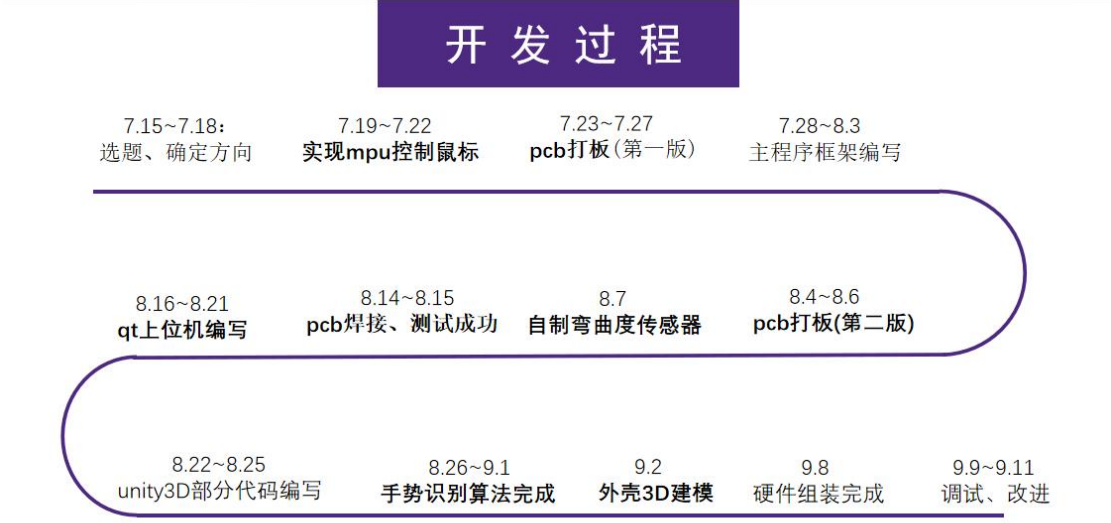 开发过程
7.15~7.18：
选题、确定方向
7.19~7.22
实现mpu控制鼠标
7.23~7.27
pcb打板(第一版)
7.28~8.3
主程序框架编写
8.4~8.6
pcb打板(第二版)
8.7
自制弯曲度传感器
8.14~8.15
pcb焊接、测试成功
8.16~8.21
qt上位机编写
8.22~8.25
unity3D部分代码编写
8.26~9.1
手势识别算法完成
9.2
外壳3D建模
9.8
硬件组装完成
9.9~9.11
调试、改进